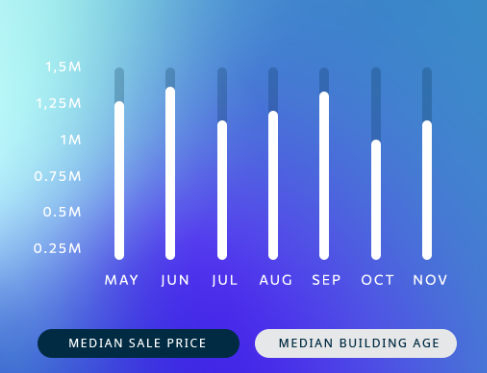 1,5M
1,25M
1M
0.75M
0.5M
0.25M
MAY JUN JUL AUG SEP OCT NOV
MEDIAN SALE PRICE MEDIAN BUILDING AGE